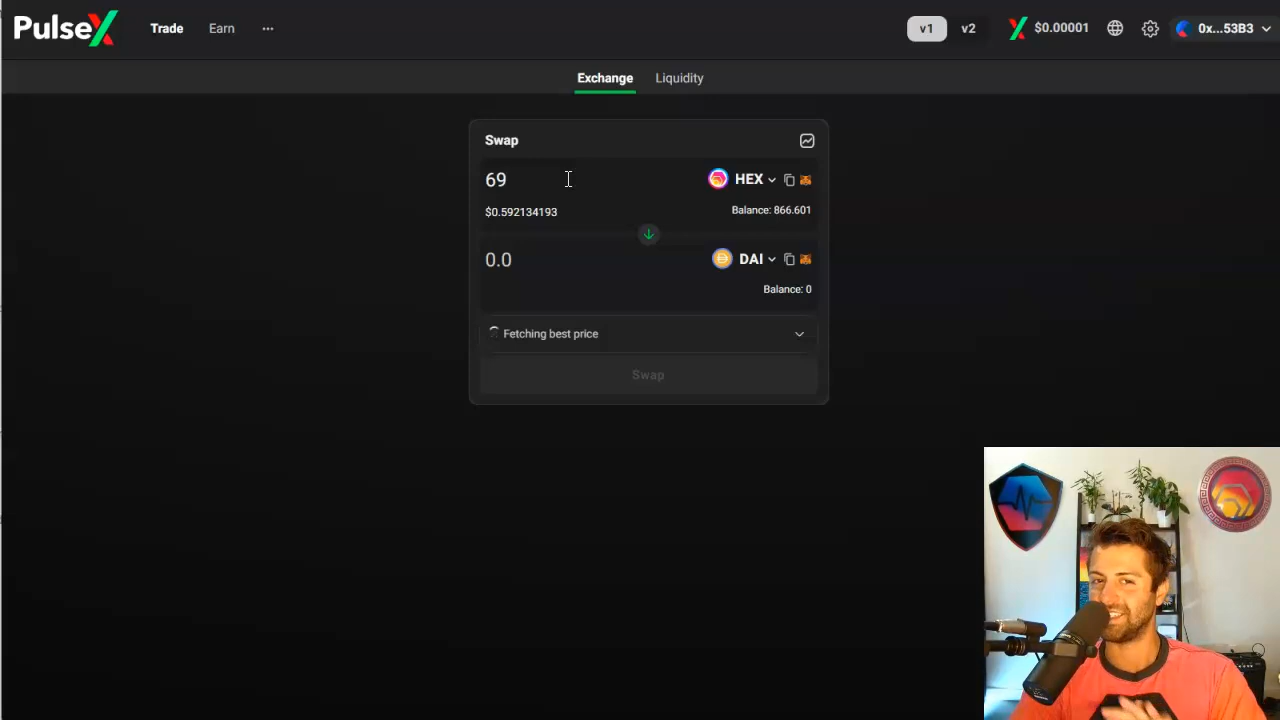 PulseX Trade Earn ... v1 v2 $0.00001 0x...53B3
Exchange Liquidity
Swap
69 HEX
$0.592134193 Balance: 866.601
0.0 DAI
Balance: 0
Fetching best price
Swap